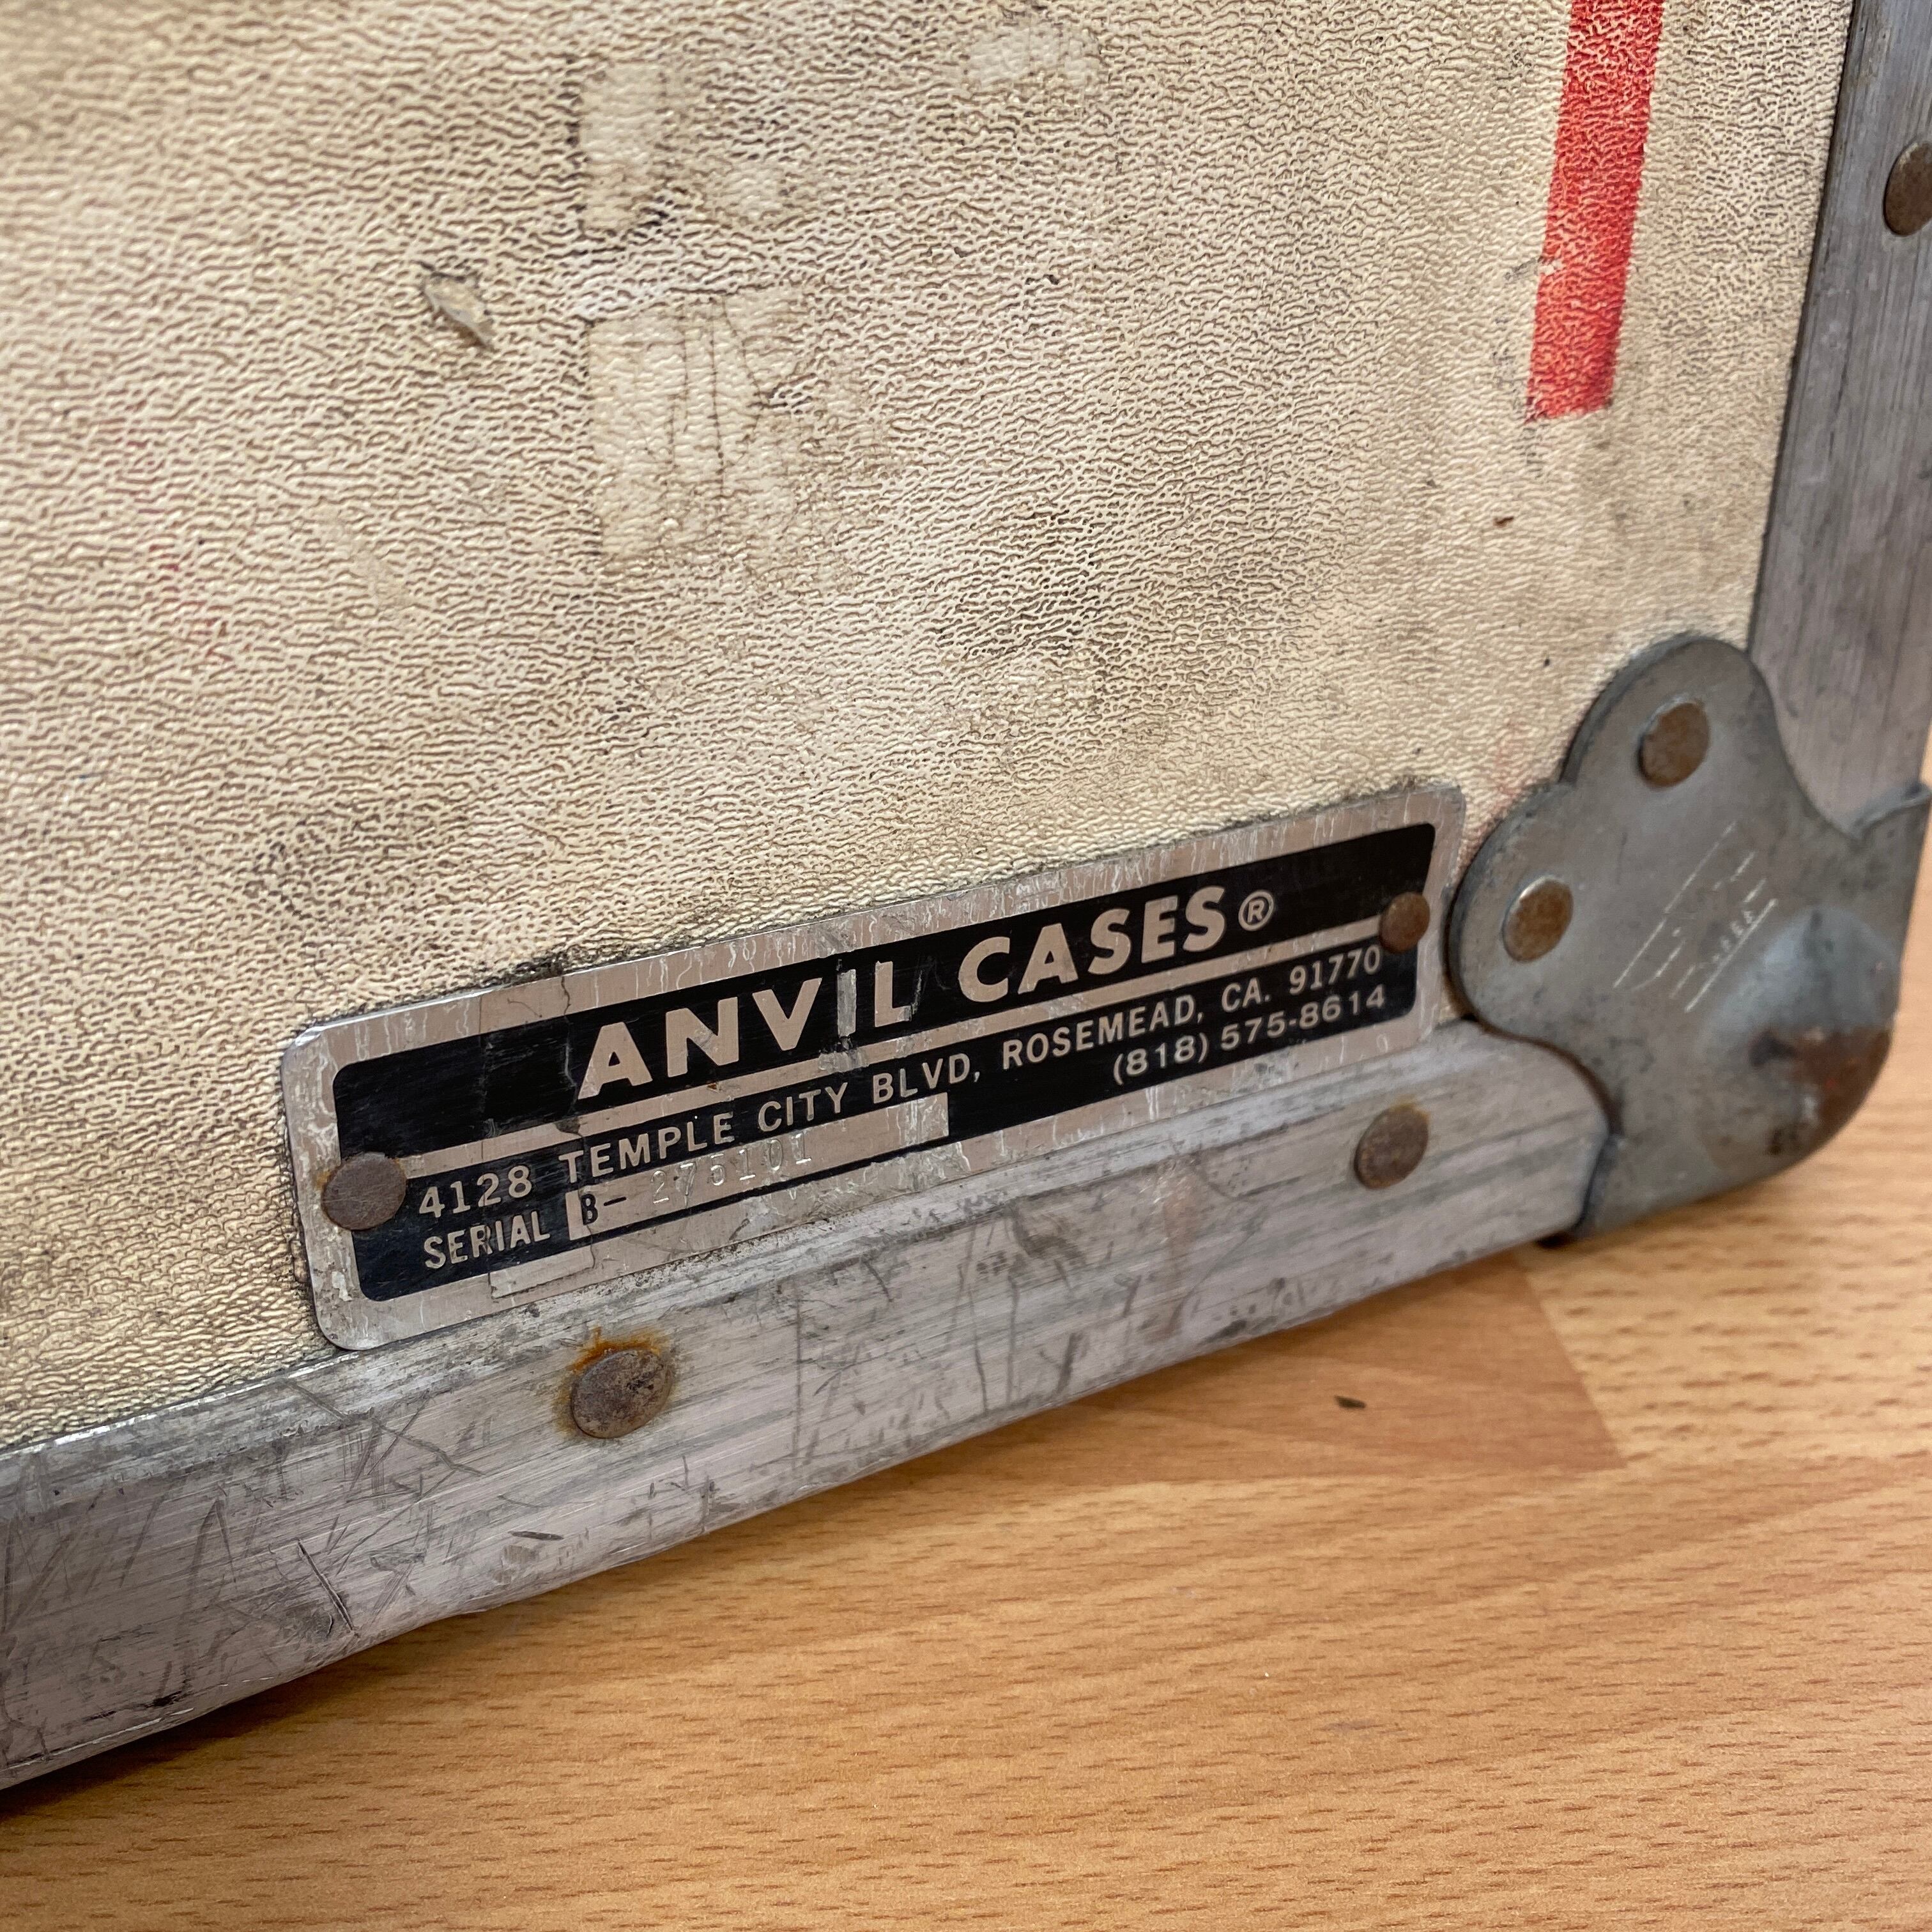 ANVIL CASES®
4128 TEMPLE CITY BLVD, ROSEMEAD, CA. 91770
(818) 575-8614
SERIAL B- 275101